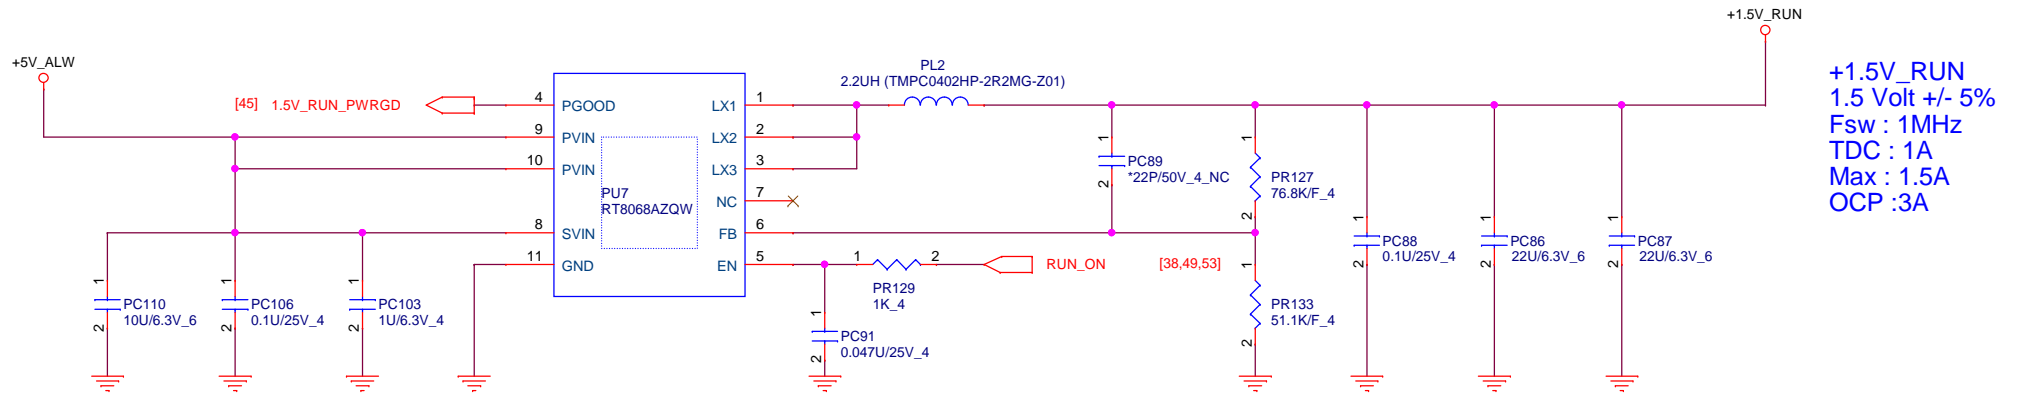 +5V_ALW
+1.5V_RUN
[45] 1.5V_RUN_PWRGD
4 PGOOD
9 PVIN
10 PVIN
8 SVIN
11 GND
PU7
RT8068AZQW
LX1 1
LX2 2
LX3 3
NC 7
FB 6
EN 5
PL2
2.2UH (TMPC0402HP-2R2MG-Z01)
1
PC89
*22P/50V_4_NC
2
1
PR127
76.8K/F_4
2
1 2
PR129
1K_4
RUN_ON [38,49,53]
1
PC110
10U/6.3V_6
2
1
PC106
0.1U/25V_4
2
1
PC103
1U/6.3V_4
2
1
PC91
0.047U/25V_4
2
1
PR133
51.1K/F_4
2
1
PC88
0.1U/25V_4
2
1
PC86
22U/6.3V_6
2
1
PC87
22U/6.3V_6
2
+1.5V_RUN
1.5 Volt +/- 5%
Fsw : 1MHz
TDC : 1A
Max : 1.5A
OCP :3A